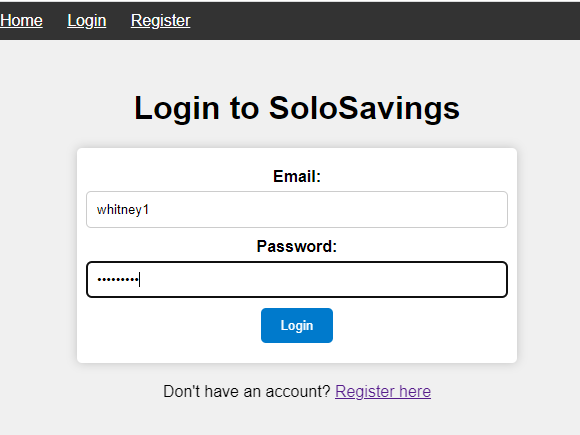 Home Login Register
Login to SoloSavings
Email:
whitney1
Password:
•••••••••
Login
Don't have an account? Register here